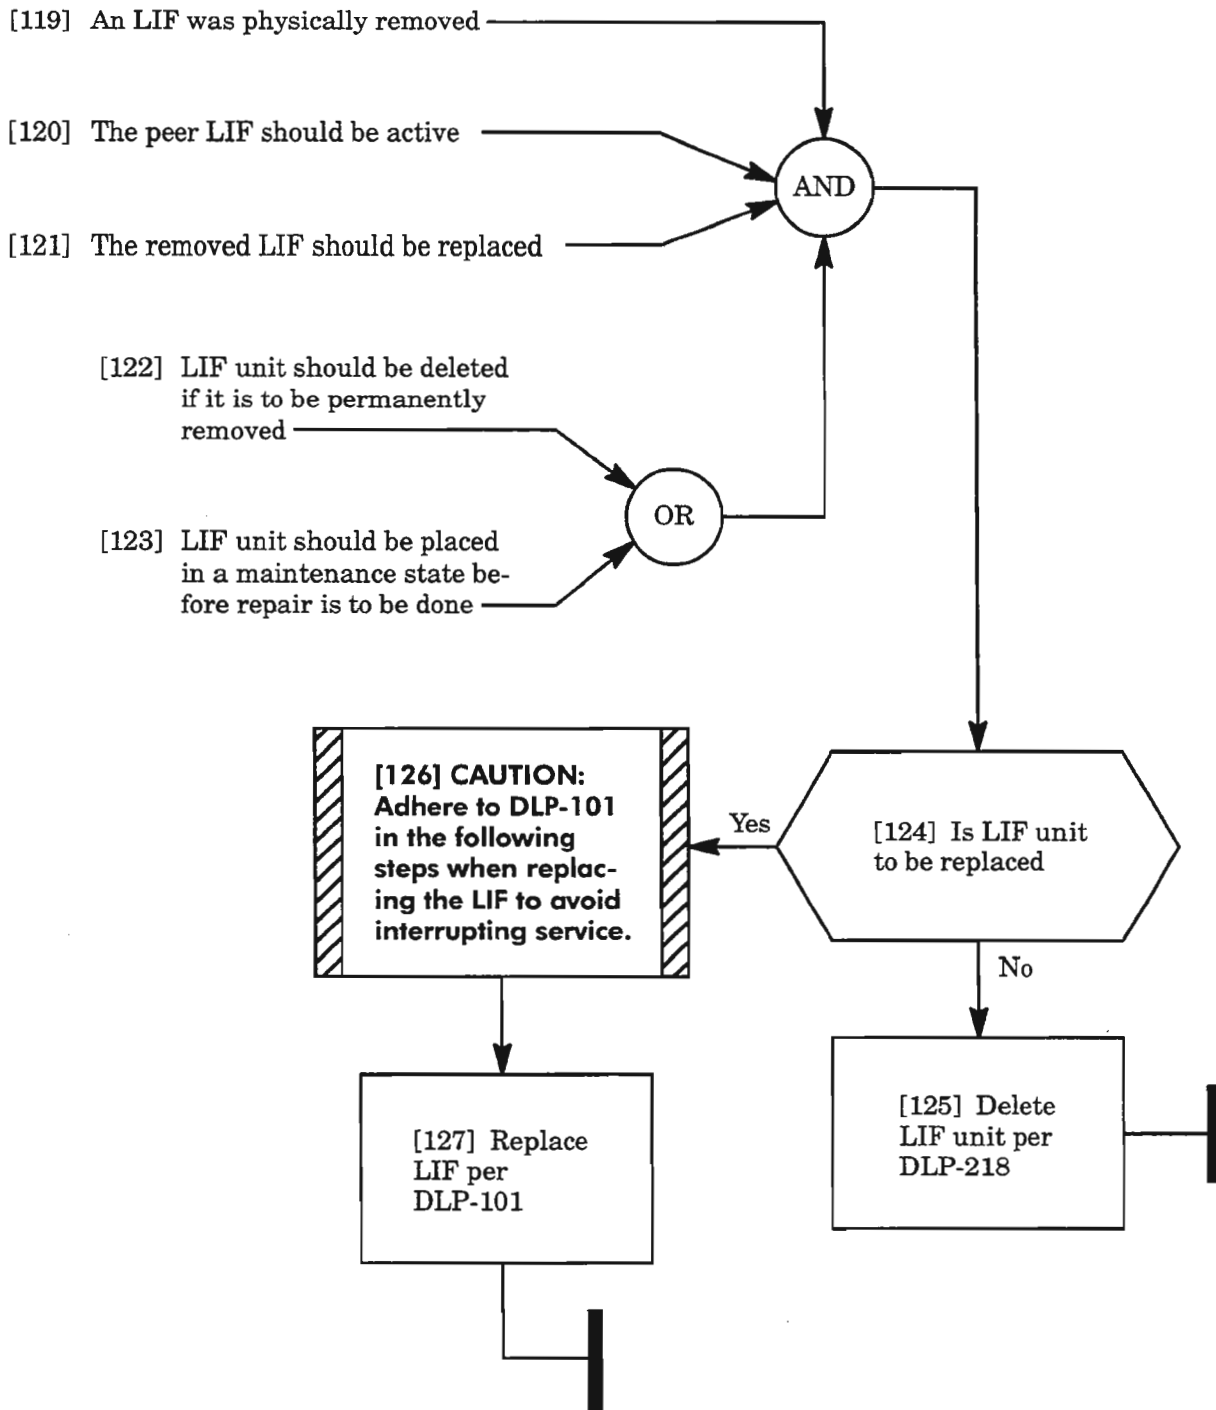 [119] An LIF was physically removed
[120] The peer LIF should be active
AND
[121] The removed LIF should be replaced
[122] LIF unit should be deleted
if it is to be permanently
removed
OR
[123] LIF unit should be placed
in a maintenance state be-
fore repair is to be done
[126] CAUTION:
Adhere to DLP-101
in the following
steps when replac-
ing the LIF to avoid
interrupting service.
Yes
[124] Is LIF unit
to be replaced
No
[127] Replace
LIF per
DLP-101
[125] Delete
LIF unit per
DLP-218